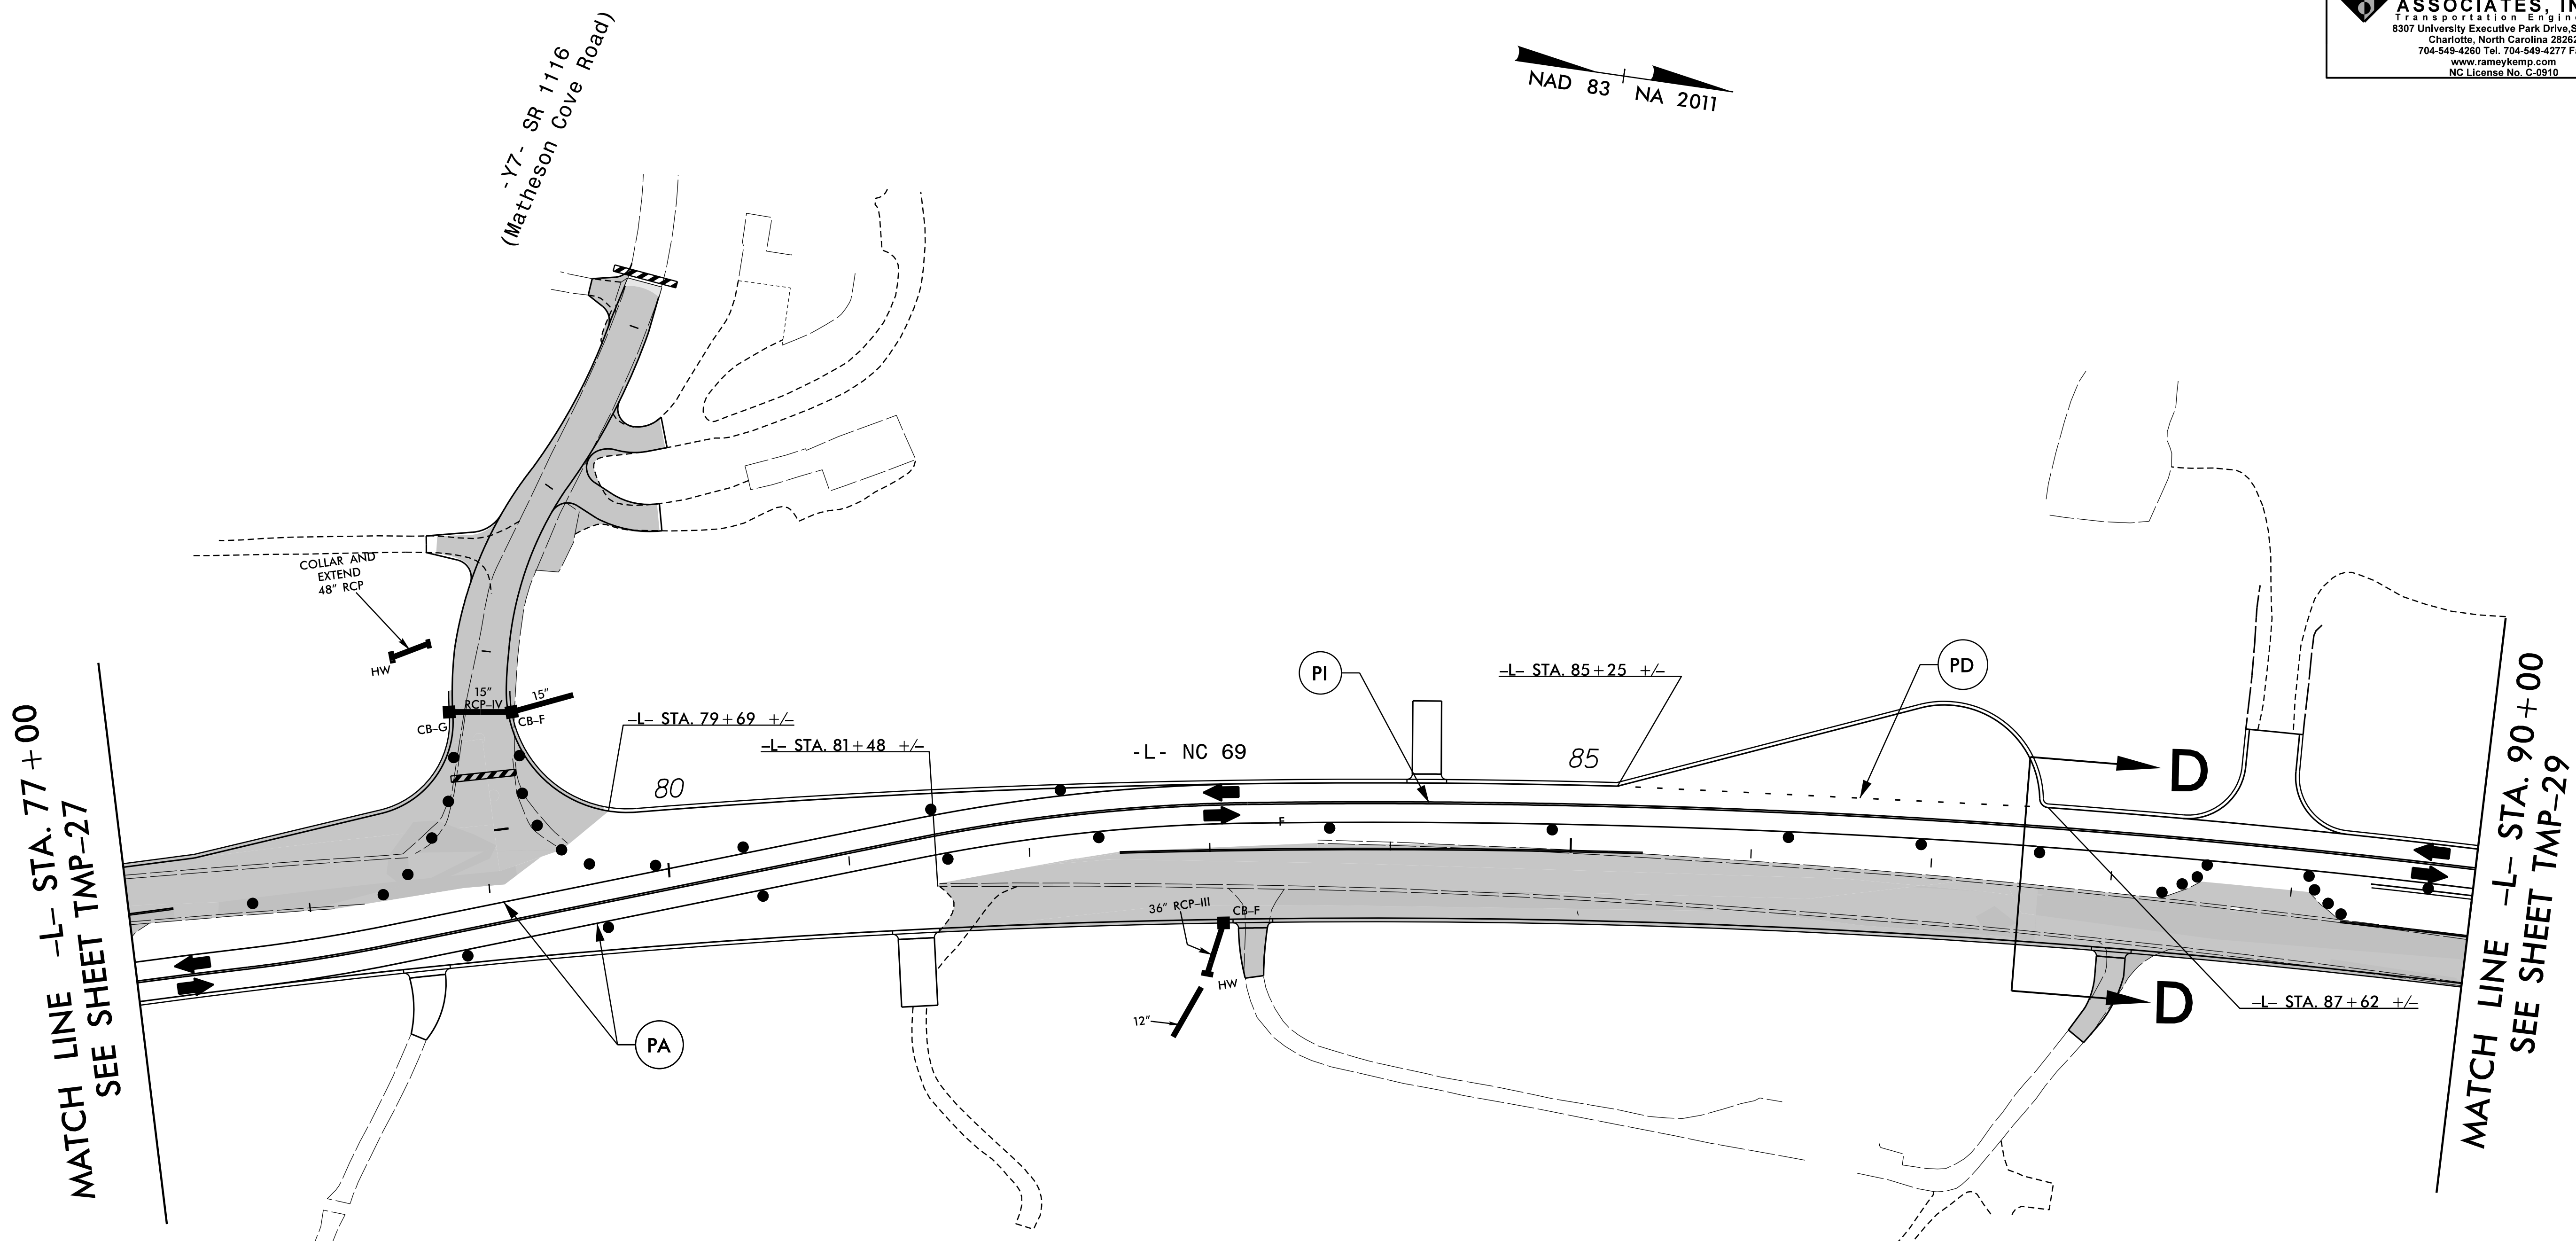 ASSOCIATES, IN
Transportation Engin
8307 University Executive Park Drive, S
Charlotte, North Carolina 28262
704-549-4260 Tel. 704-549-4277 F
www.rameykemp.com
NC License No. C-0910
NAD 83 NA 2011
-Y7- SR 1116
(Matheson Cove Road)
COLLAR AND
EXTEND
48" RCP
HW
15"
RCP-IV
15"
CB-G
CB-F
-L- STA. 79+69 +/-
-L- STA. 81+48 +/-
80
-L- NC 69
PI
-L- STA. 85+25 +/-
85
PD
D
F
36" RCP-III
CB-F
HW
12"
PA
D
-L- STA. 87+62 +/-
MATCH LINE -L- STA. 77+00
SEE SHEET TMP-27
MATCH LINE -L- STA. 90+00
SEE SHEET TMP-29